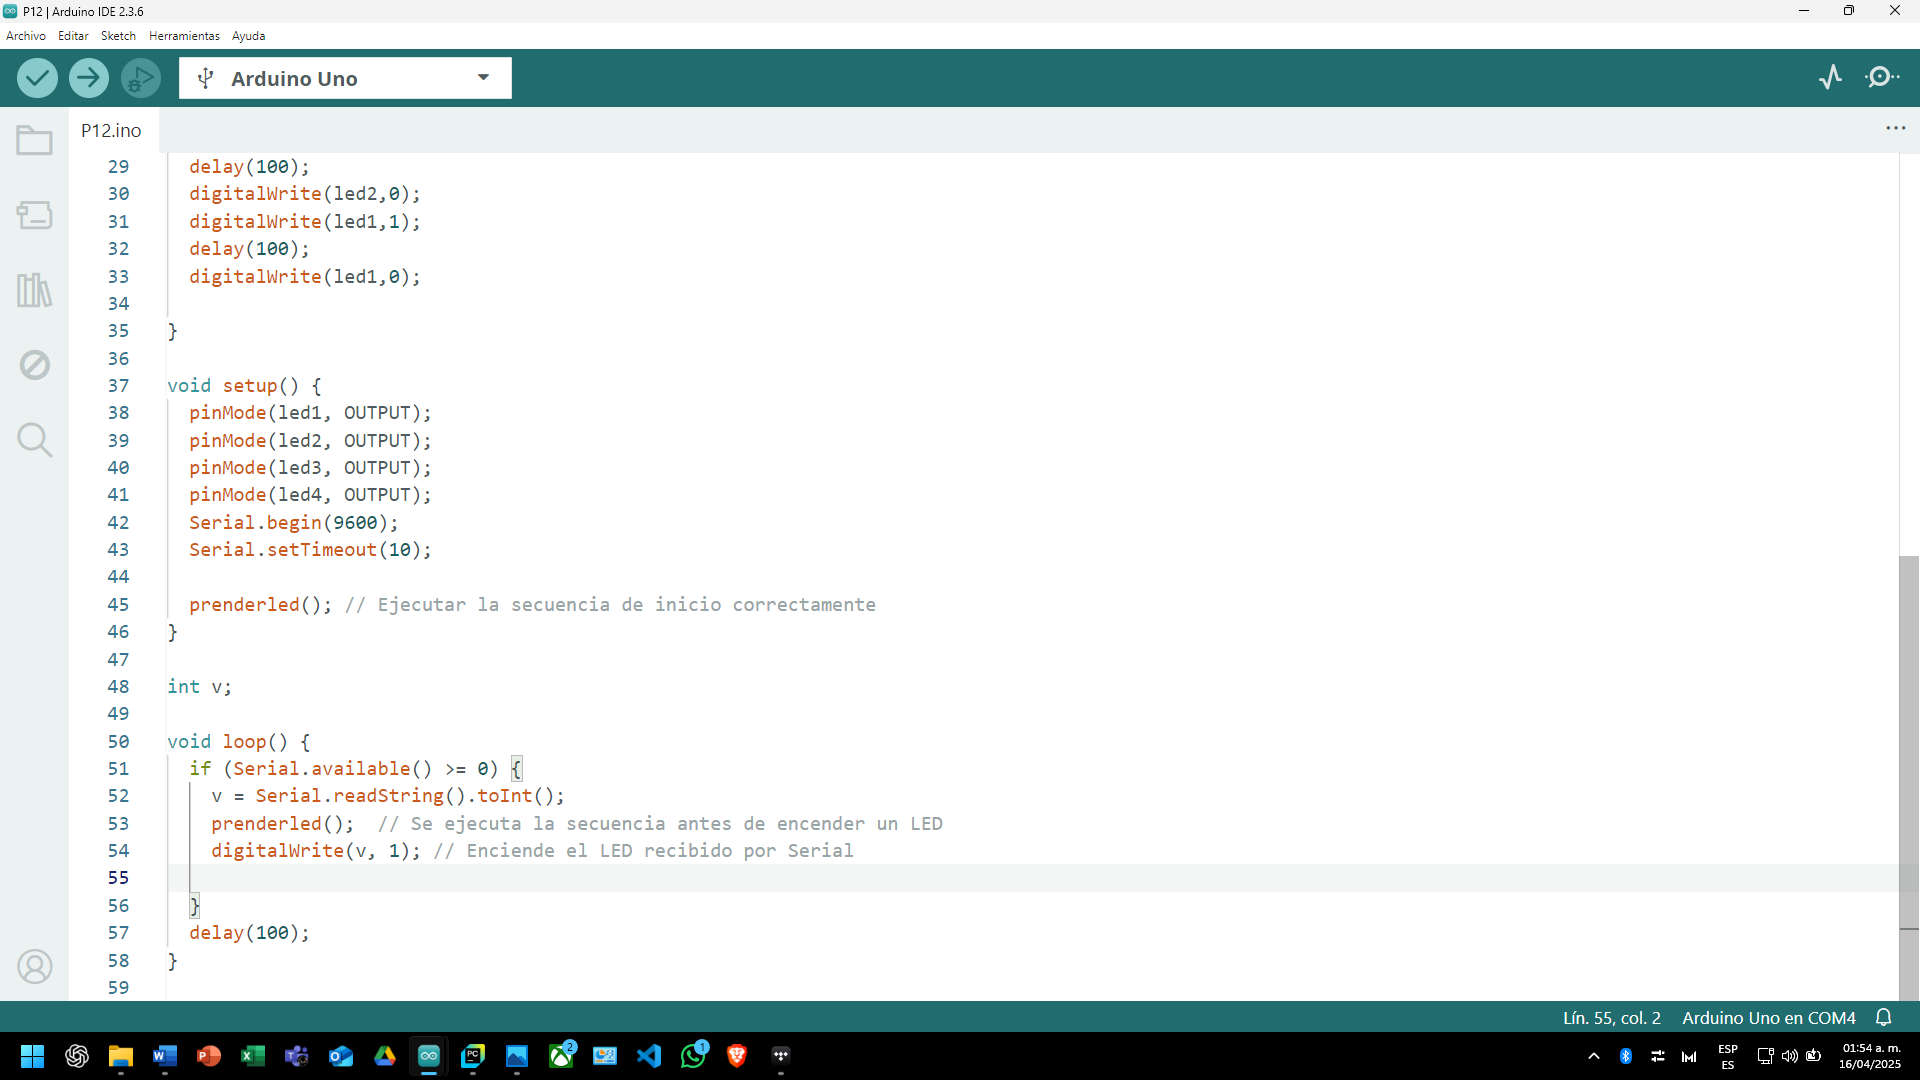 P12 | Arduino IDE 2.3.6
Archivo Editar Sketch Herramientas Ayuda
Arduino Uno
P12.ino
29 delay(100);
30 digitalWrite(led2,0);
31 digitalWrite(led1,1);
32 delay(100);
33 digitalWrite(led1,0);
34
35 }
36
37 void setup() {
38 pinMode(led1, OUTPUT);
39 pinMode(led2, OUTPUT);
40 pinMode(led3, OUTPUT);
41 pinMode(led4, OUTPUT);
42 Serial.begin(9600);
43 Serial.setTimeout(10);
44
45 prenderled(); // Ejecutar la secuencia de inicio correctamente
46 }
47
48 int v;
49
50 void loop() {
51 if (Serial.available() >= 0) {
52 v = Serial.readString().toInt();
53 prenderled(); // Se ejecuta la secuencia antes de encender un LED
54 digitalWrite(v, 1); // Enciende el LED recibido por Serial
55
56 }
57 delay(100);
58 }
59
Lín. 55, col. 2 Arduino Uno en COM4
2
1
ESP
ES
01:54 a. m.
16/04/2025